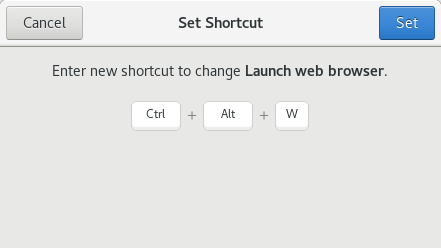 Cancel Set Shortcut Set
Enter new shortcut to change Launch web browser.
Ctrl + Alt + W